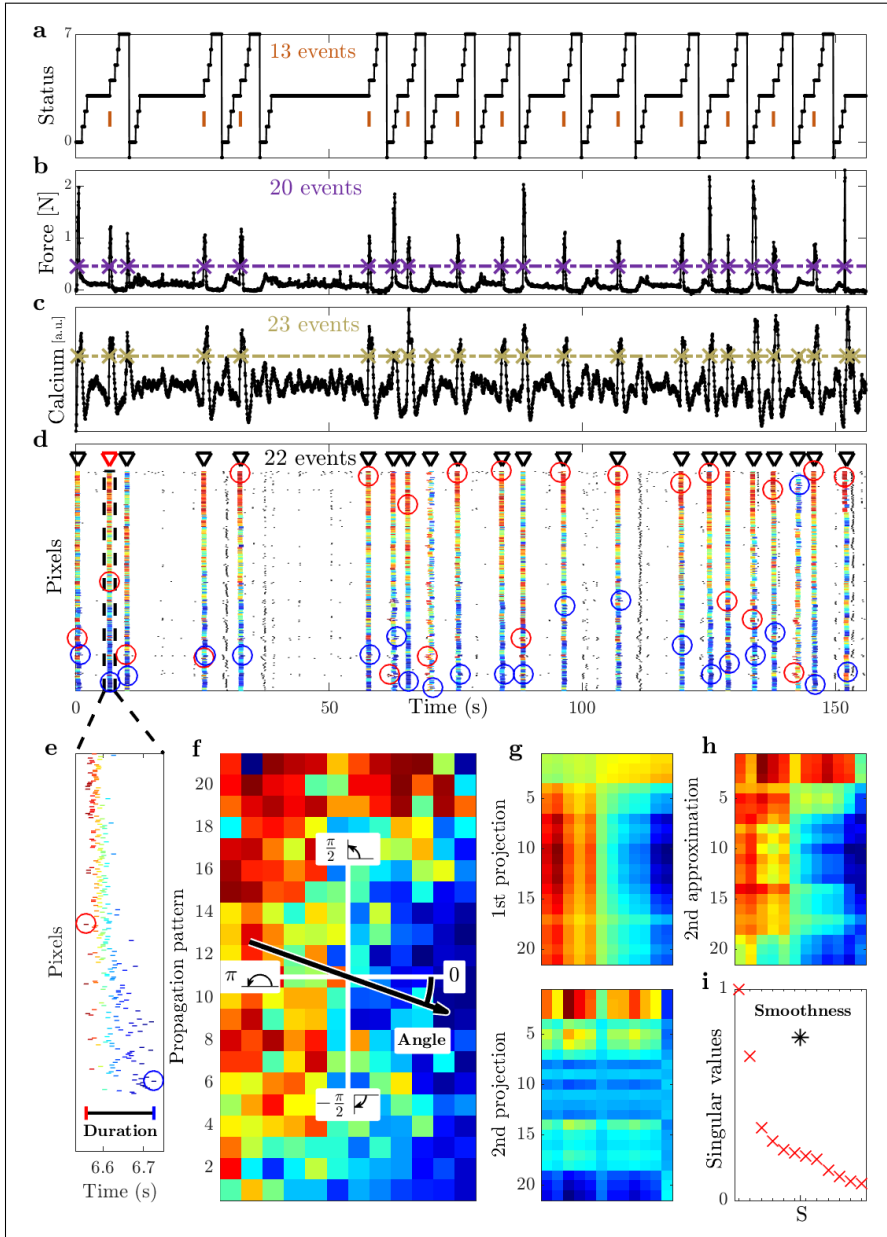 a
7
Status
0
13 events
b
2
Force [N]
1
0
20 events
c
Calcium [a.u.]
23 events
d
22 events
Pixels
0
50
Time (s)
100
150
e
Pixels
Duration
6.6
6.7
Time (s)
f
Propagation pattern
20
18
16
14
12
10
8
6
4
2
π/2
π
0
Angle
−π/2
g
1st projection
5
10
15
20
2nd projection
5
10
15
20
h
2nd approximation
5
10
15
20
i
1
Smoothness
Singular values
0
S